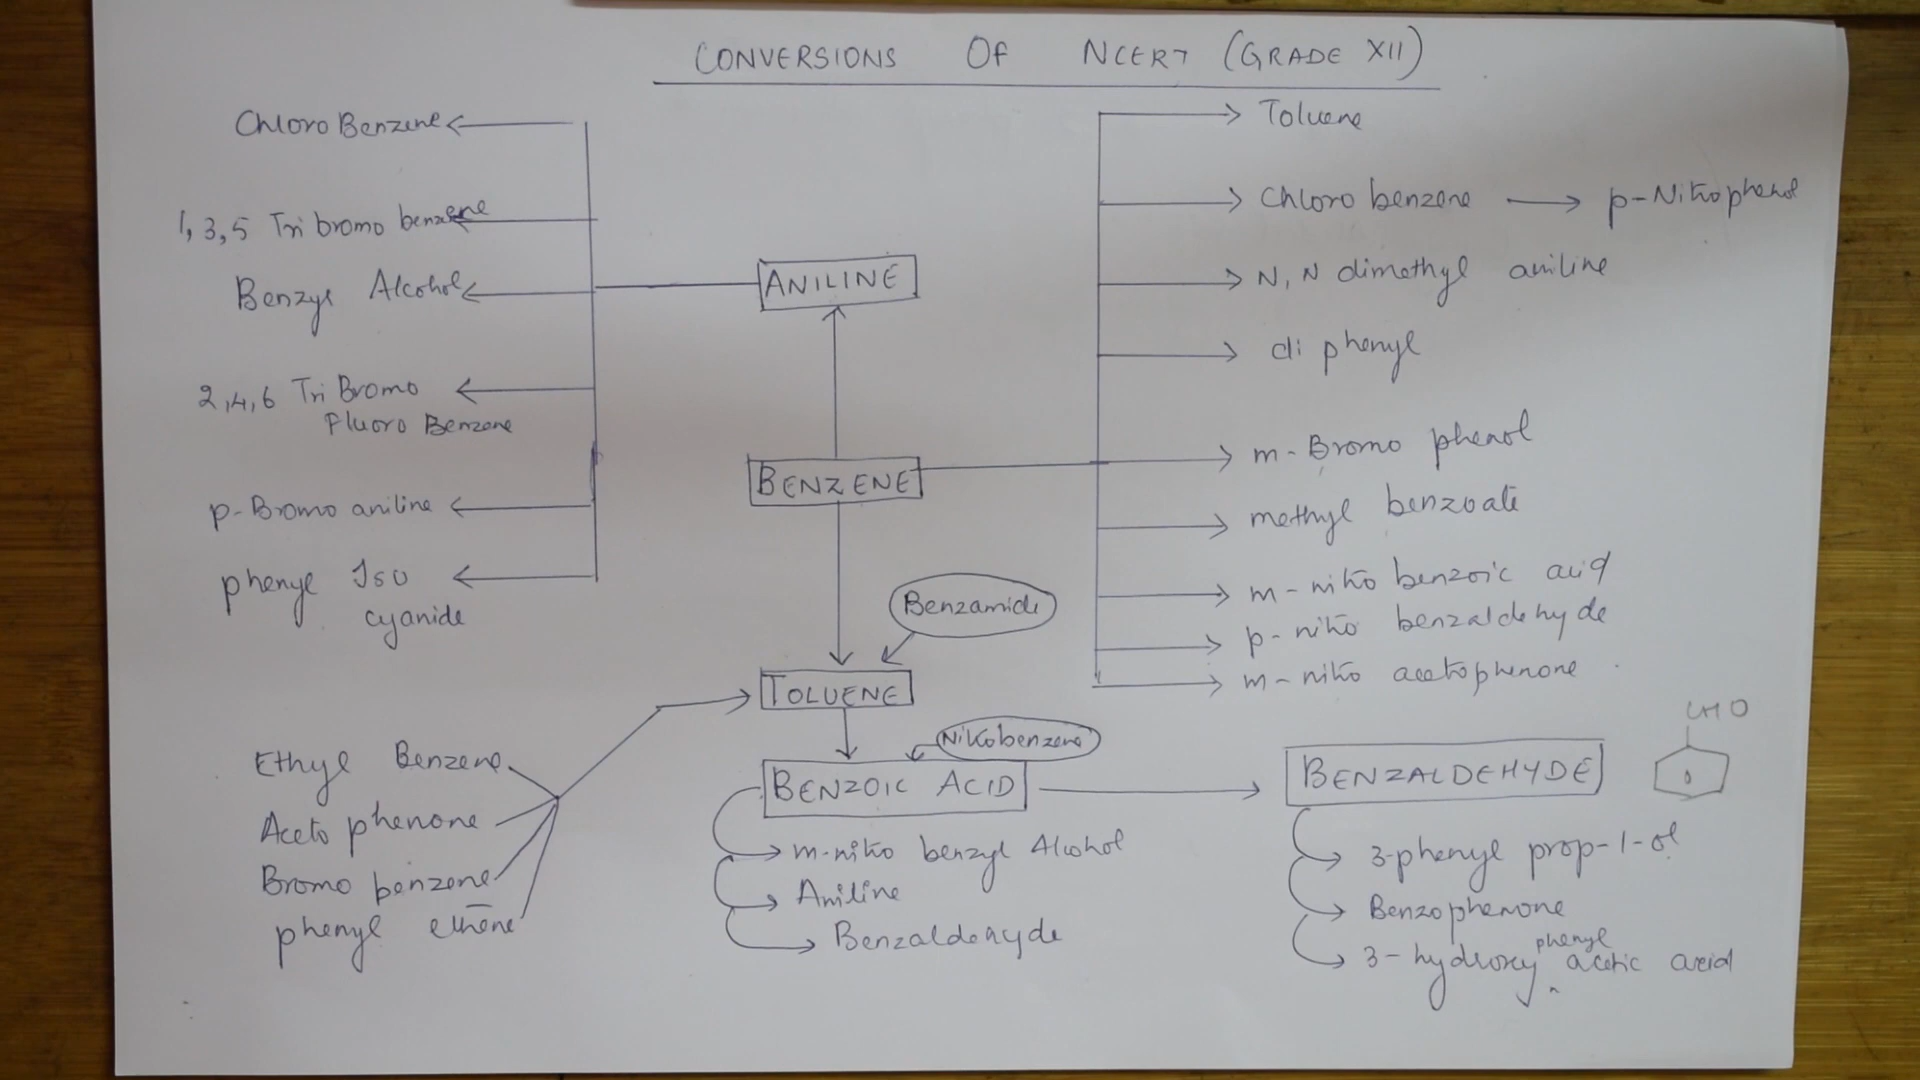 CONVERSIONS OF NCERT (GRADE XII)
Chloro Benzene
1, 3, 5 Tri bromo benzene
Benzyl Alcohol
2,4,6 Tri Bromo
Fluoro Benzene
p-Bromo aniline
phenyl Iso
cyanide
ANILINE
BENZENE
Toluene
Chloro benzene → p-Nitrophenol
N, N dimethyl aniline
di phenyl
m-Bromo phenol
methyl benzoate
m-nitro benzoic acid
p-nitro benzaldehyde
m-nitro acetophenone
Benzamide
TOLUENE
Ethyl Benzene
Aceto phenone
Bromo benzene
phenyl ethene
Nitrobenzene
BENZOIC ACID
m-nitro benzyl Alcohol
Aniline
Benzaldehyde
BENZALDEHYDE
CHO
3-phenyl prop-1-ol
Benzophenone
phenyl
3-hydroxy acetic acid